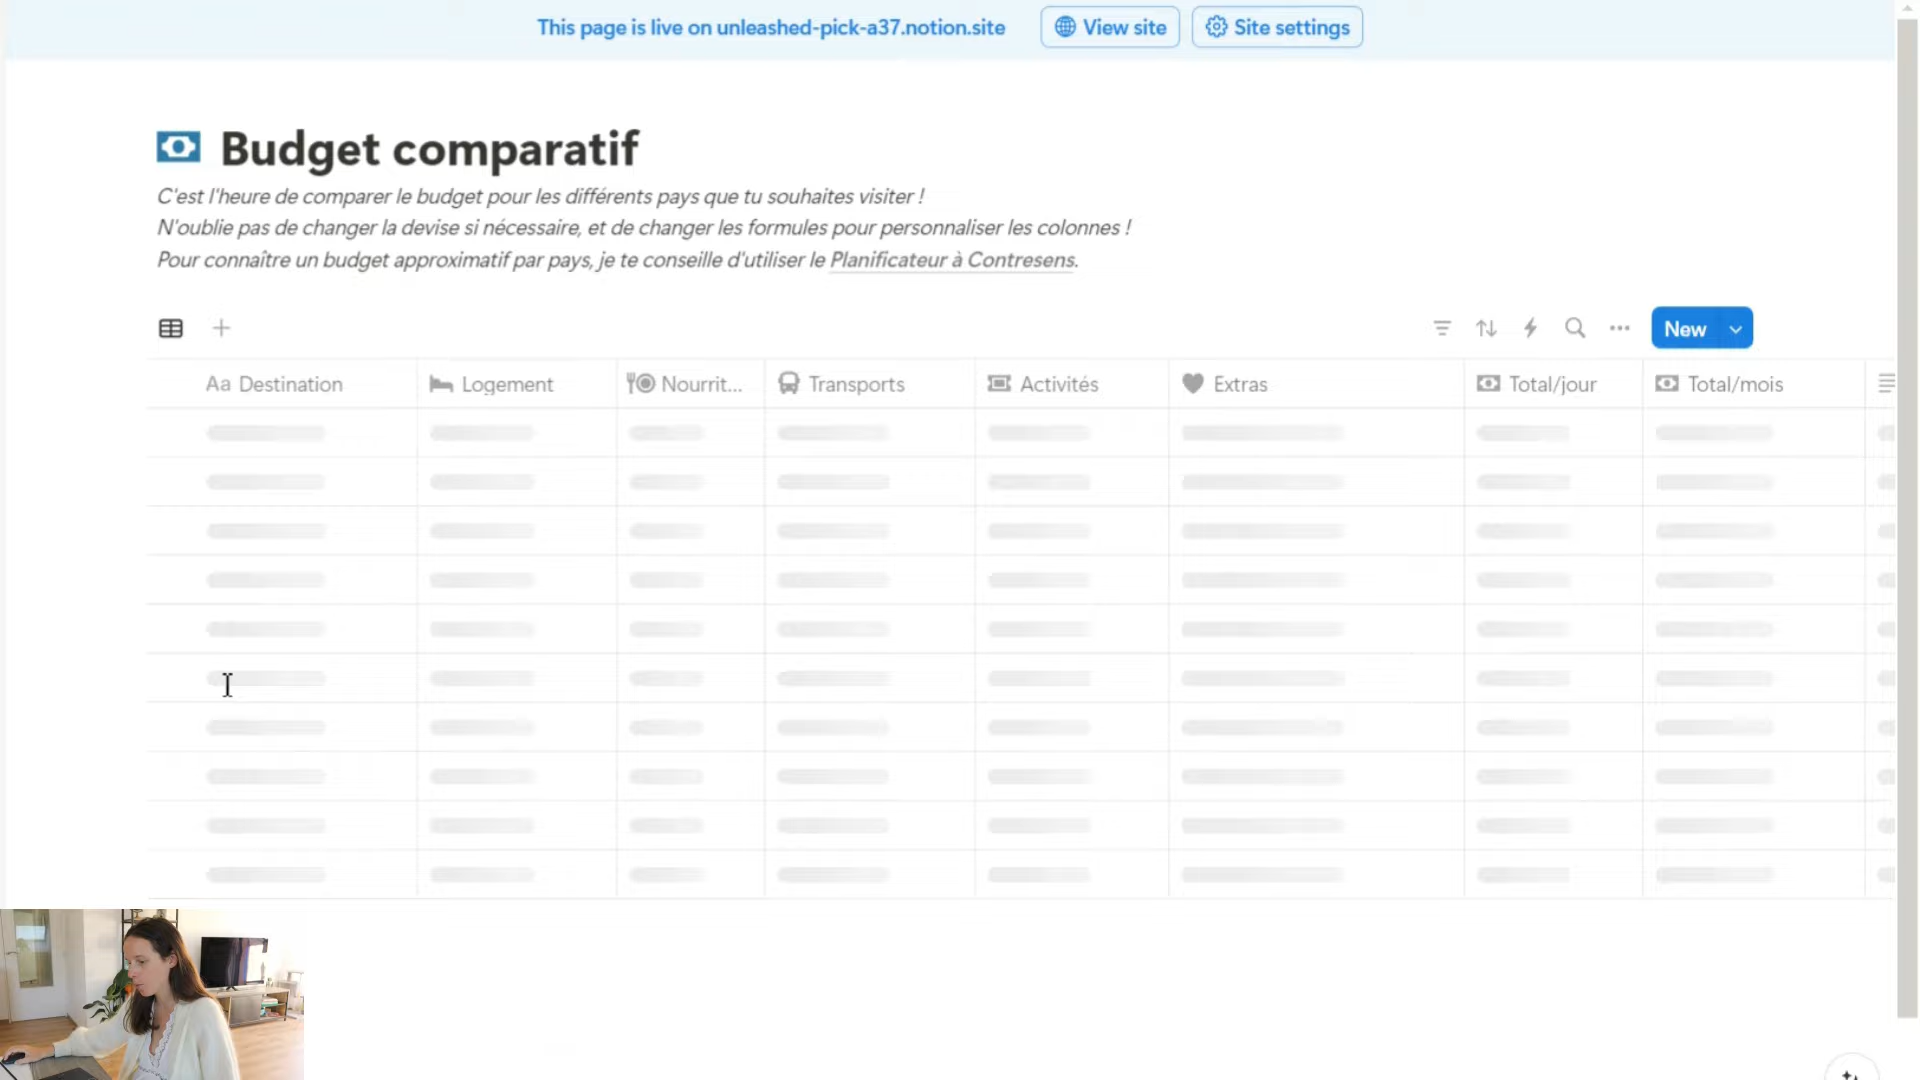 This page is live on unleashed-pick-a37.notion.site
View site
Site settings
Budget comparatif
C'est l'heure de comparer le budget pour les différents pays que tu souhaites visiter !
N'oublie pas de changer la devise si nécessaire, et de changer les formules pour personnaliser les colonnes !
Pour connaître un budget approximatif par pays, je te conseille d'utiliser le Planificateur à Contresens.
New
Aa Destination
Logement
Nourrit...
Transports
Activités
Extras
Total/jour
Total/mois